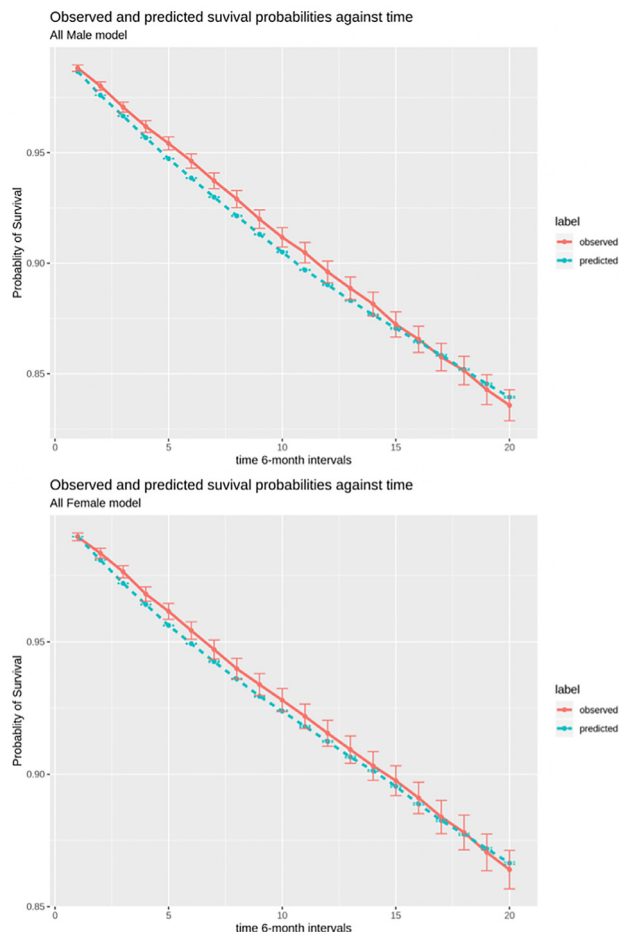 Observed and predicted suvival probabilities against time
All Male model
0.95
0.90
0.85
Probablity of Survival
0
5
10
15
20
time 6-month intervals
label
observed
predicted
Observed and predicted suvival probabilities against time
All Female model
0.95
0.90
0.85
Probablity of Survival
0
5
10
15
20
time 6-month intervals
label
observed
predicted